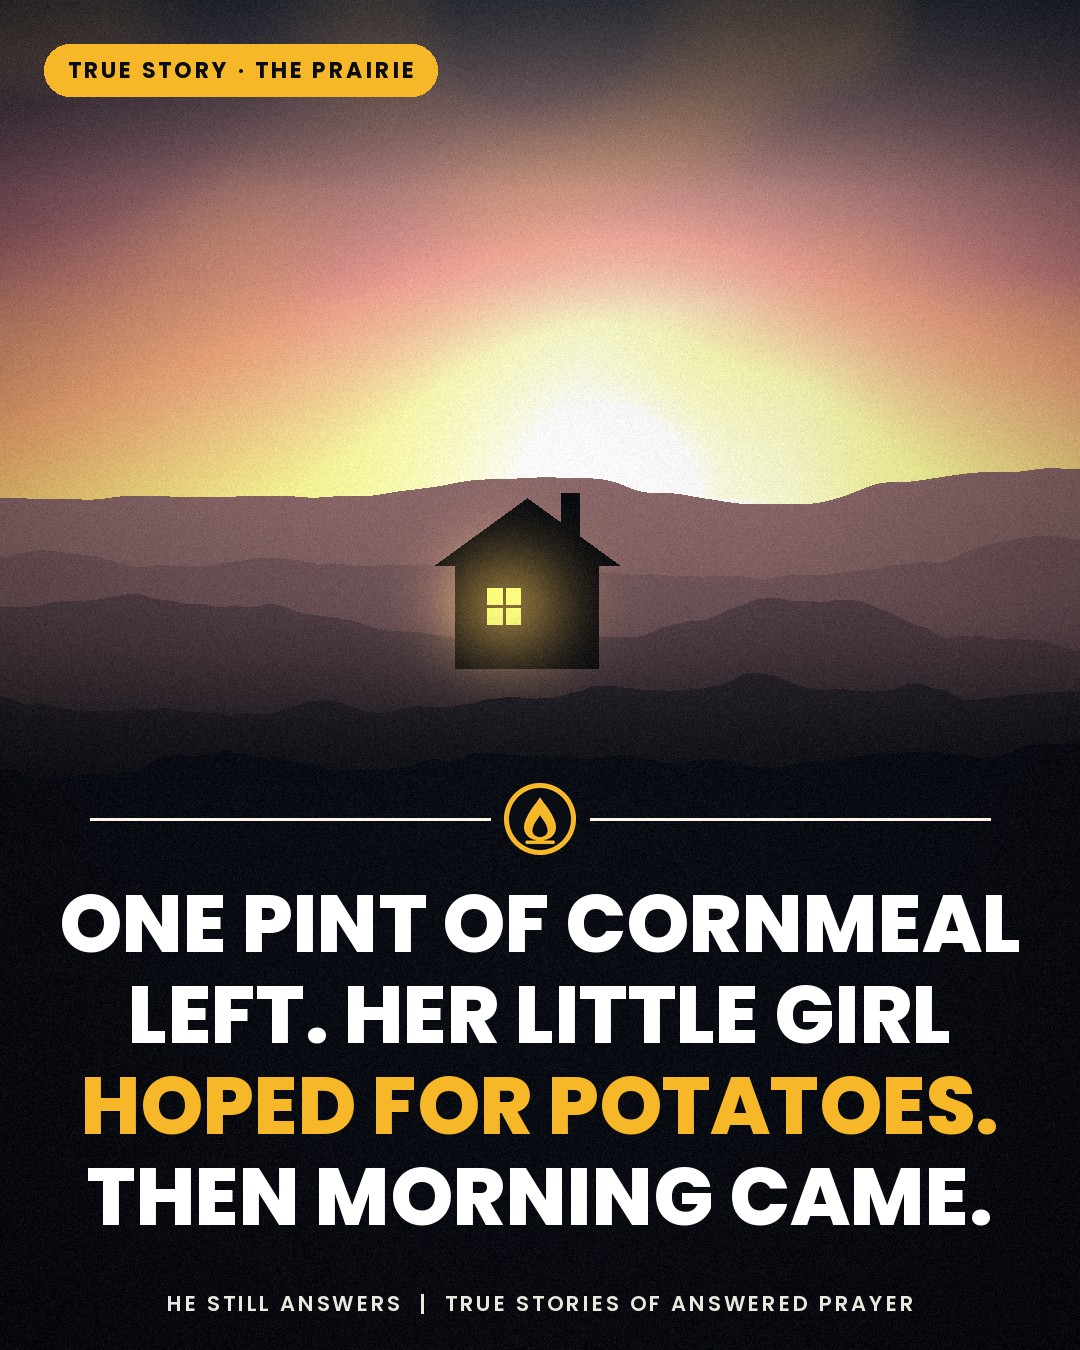 TRUE STORY · THE PRAIRIE
ONE PINT OF CORNMEAL
LEFT. HER LITTLE GIRL
HOPED FOR POTATOES.
THEN MORNING CAME.
HE STILL ANSWERS | TRUE STORIES OF ANSWERED PRAYER